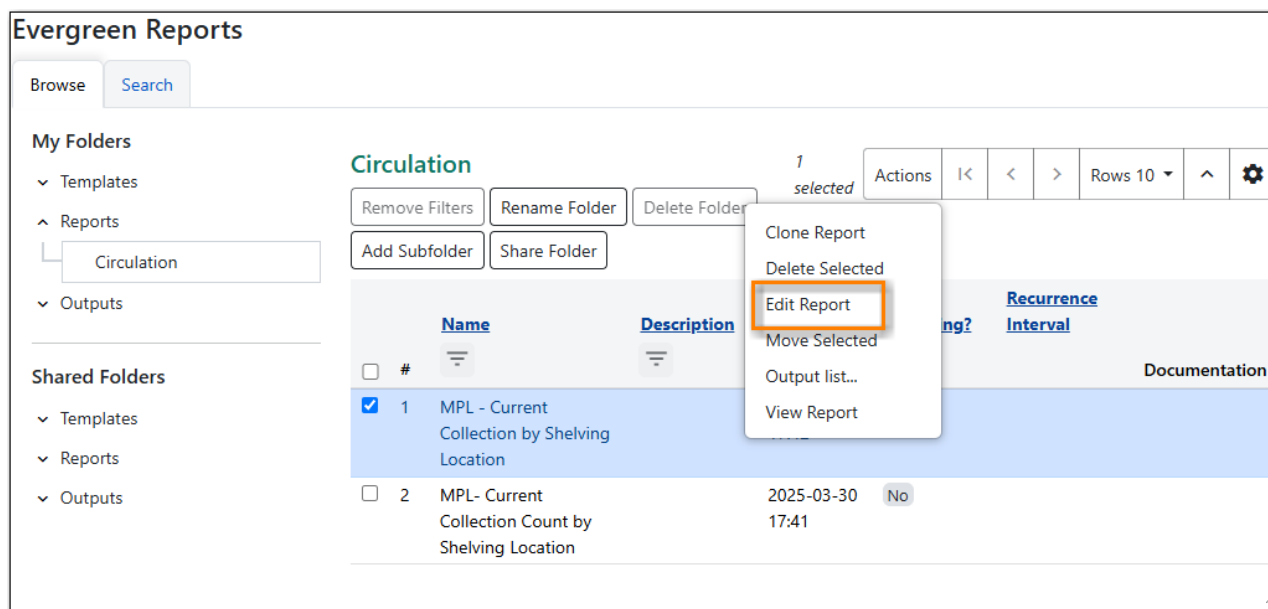 Evergreen Reports
Browse
Search
My Folders
Templates
Reports
Circulation
Outputs
Shared Folders
Templates
Reports
Outputs
Circulation
1
selected
Actions
Rows 10
Remove Filters
Rename Folder
Delete Folder
Add Subfolder
Share Folder
Clone Report
Delete Selected
Edit Report
Move Selected
Output list...
View Report
#
Name
Description
ng?
Recurrence
Interval
Documentation
1
MPL - Current
Collection by Shelving
Location
2
MPL- Current
Collection Count by
Shelving Location
2025-03-30
17:41
No